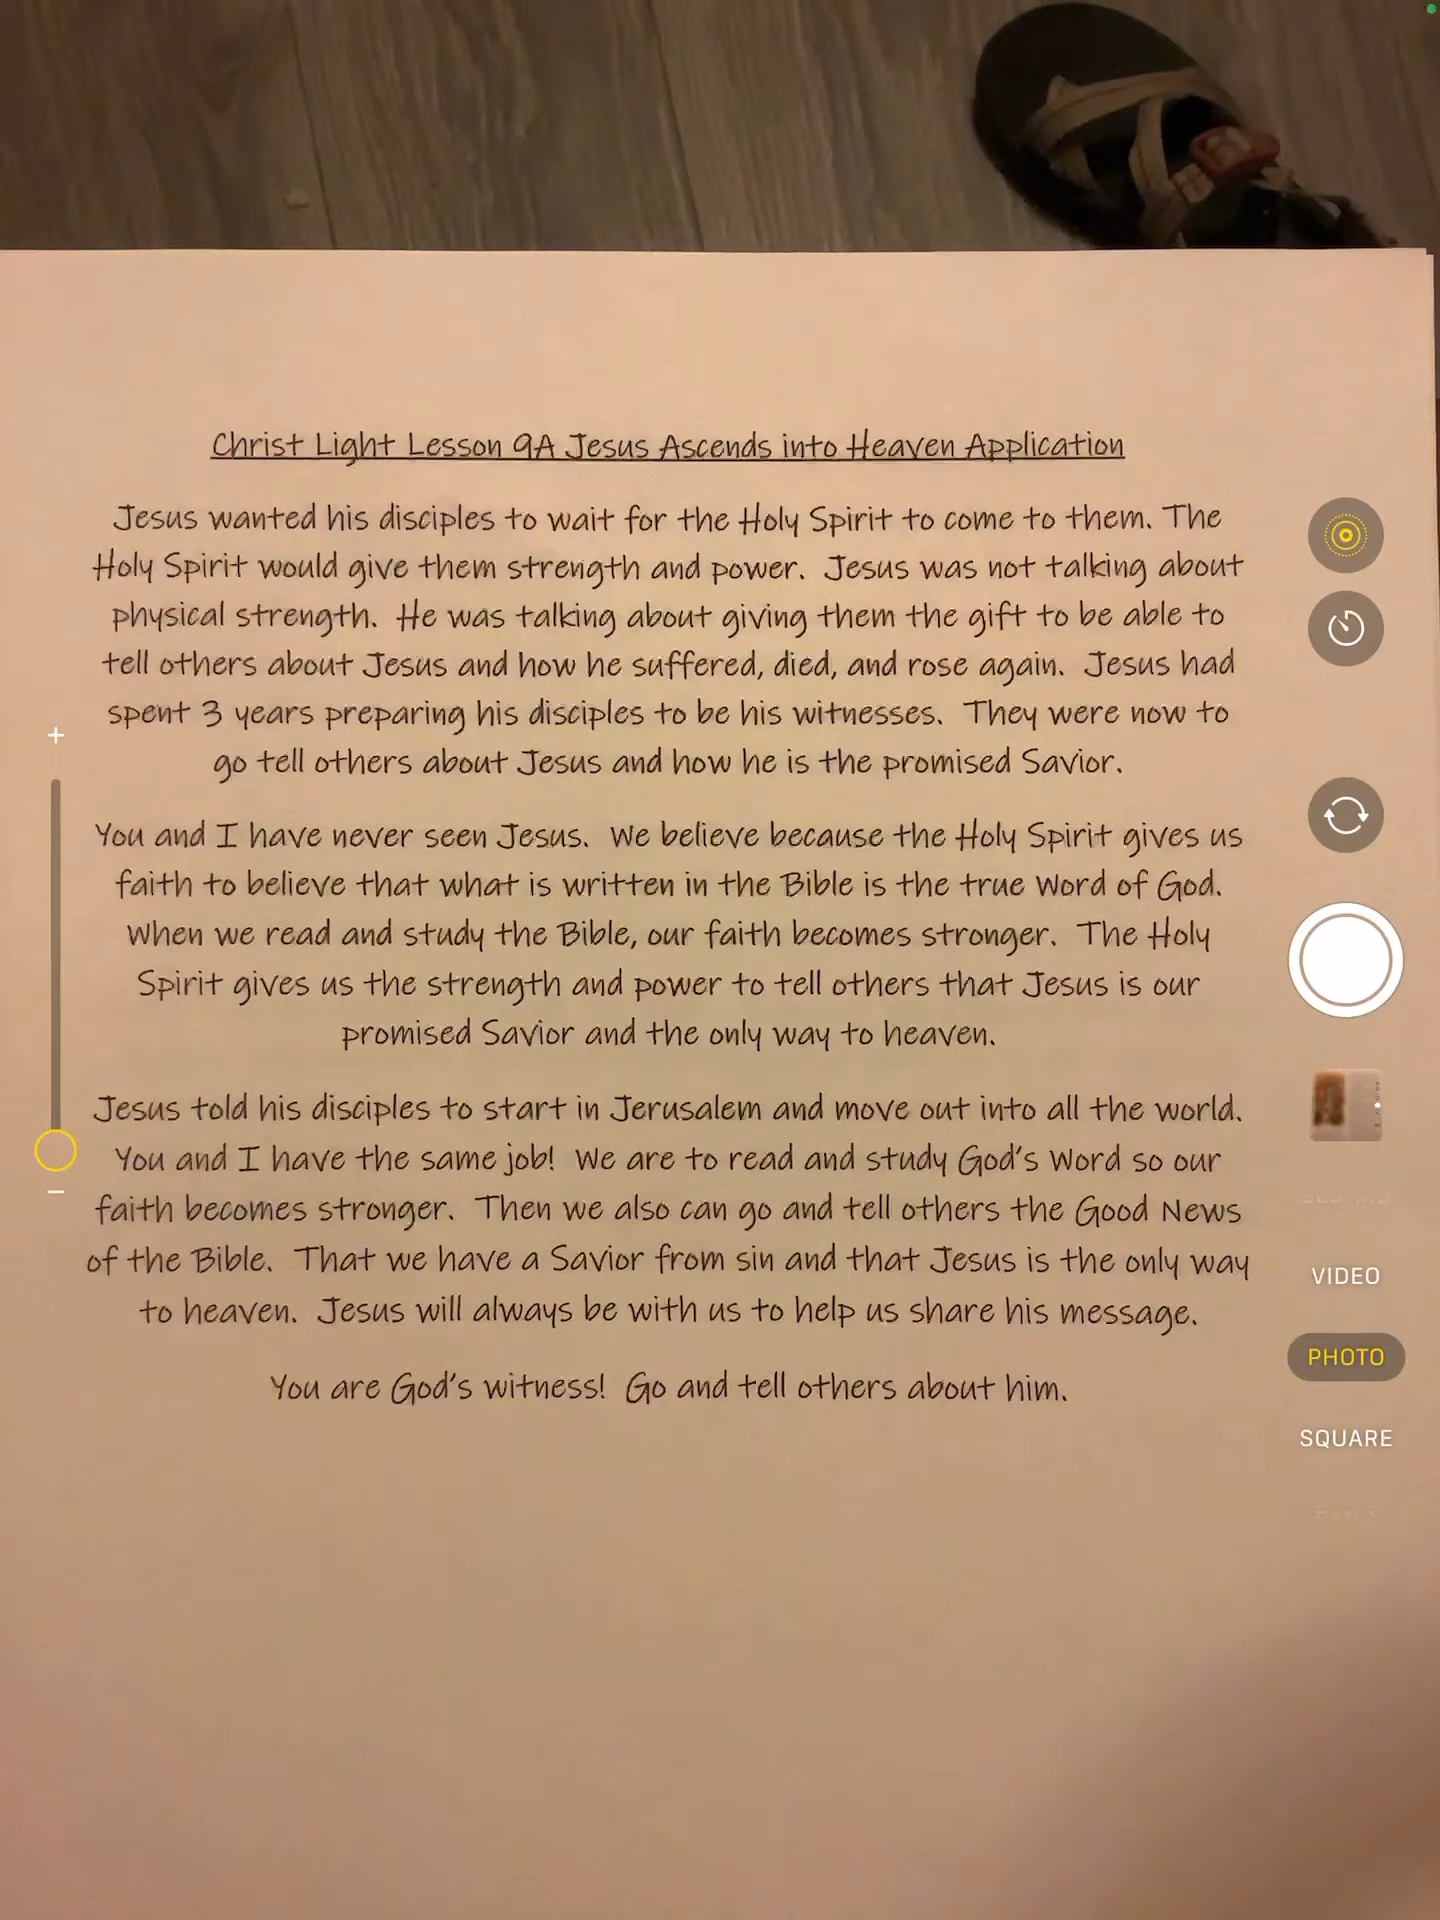 Christ Light Lesson 9A Jesus Ascends into Heaven Application
Jesus wanted his disciples to wait for the Holy Spirit to come to them. The
Holy Spirit would give them strength and power. Jesus was not talking about
physical strength. He was talking about giving them the gift to be able to
tell others about Jesus and how he suffered, died, and rose again. Jesus had
spent 3 years preparing his disciples to be his witnesses. They were now to
go tell others about Jesus and how he is the promised Savior.
You and I have never seen Jesus. We believe because the Holy Spirit gives us
faith to believe that what is written in the Bible is the true Word of God.
When we read and study the Bible, our faith becomes stronger. The Holy
Spirit gives us the strength and power to tell others that Jesus is our
promised Savior and the only way to heaven.
Jesus told his disciples to start in Jerusalem and move out into all the world.
You and I have the same job! We are to read and study God's Word so our
faith becomes stronger. Then we also can go and tell others the Good News
of the Bible. That we have a Savior from sin and that Jesus is the only way
to heaven. Jesus will always be with us to help us share his message.
You are God's witness! Go and tell others about him.
VIDEO
PHOTO
SQUARE